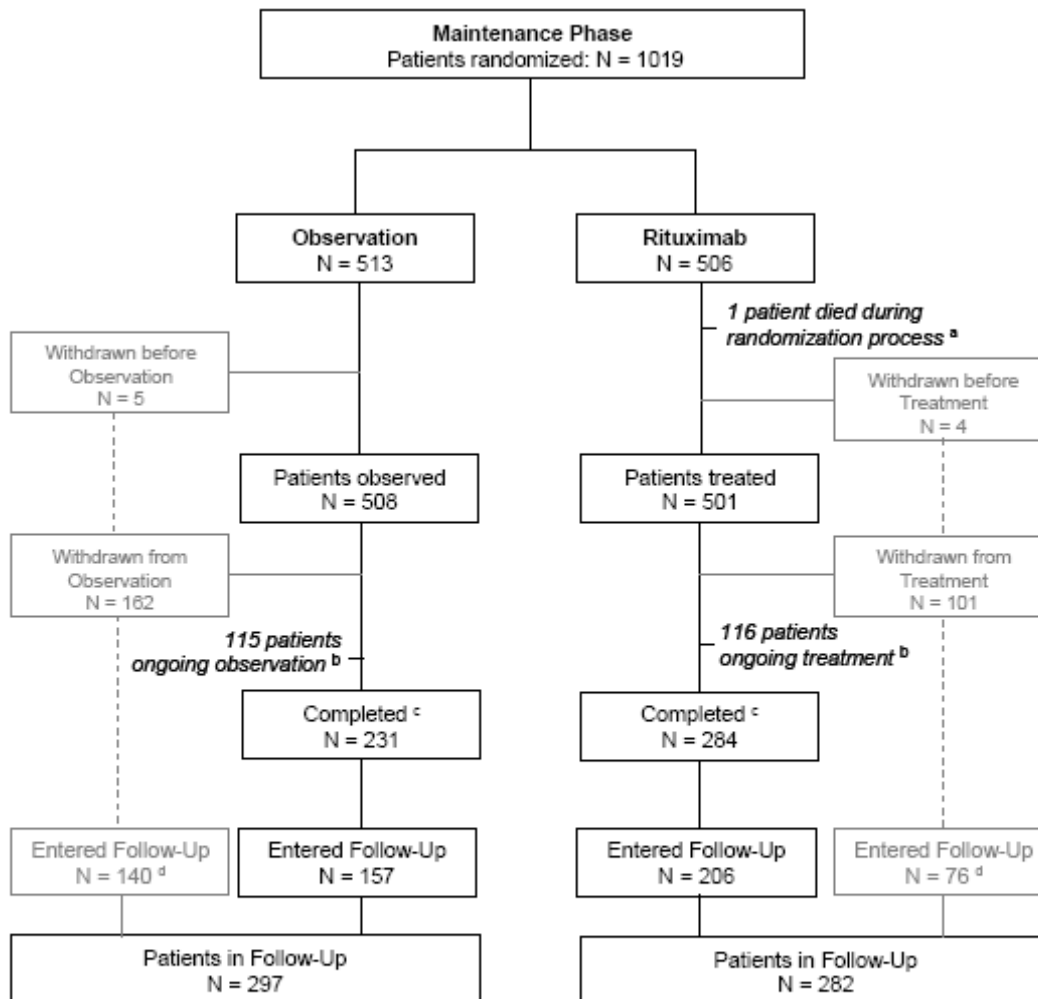 Maintenance Phase
Patients randomized: N = 1019
Observation
N = 513
Rituximab
N = 506
1 patient died during
randomization process a
Withdrawn before
Observation
N = 5
Withdrawn before
Treatment
N = 4
Patients observed
N = 508
Patients treated
N = 501
Withdrawn from
Observation
N = 162
Withdrawn from
Treatment
N = 101
115 patients
ongoing observation b
116 patients
ongoing treatment b
Completed c
N = 231
Completed c
N = 284
Entered Follow-Up
N = 140 d
Entered Follow-Up
N = 157
Entered Follow-Up
N = 206
Entered Follow-Up
N = 76 d
Patients in Follow-Up
N = 297
Patients in Follow-Up
N = 282